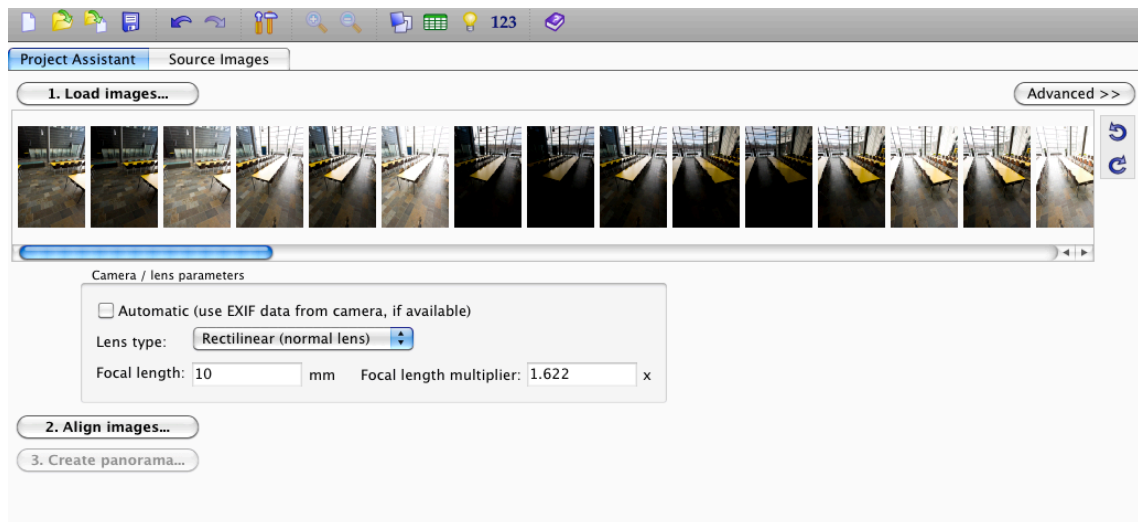 123
Project Assistant Source Images
1. Load images... Advanced >>
Camera / lens parameters
Automatic (use EXIF data from camera, if available)
Lens type: Rectilinear (normal lens)
Focal length: 10 mm Focal length multiplier: 1.622 x
2. Align images...
3. Create panorama...